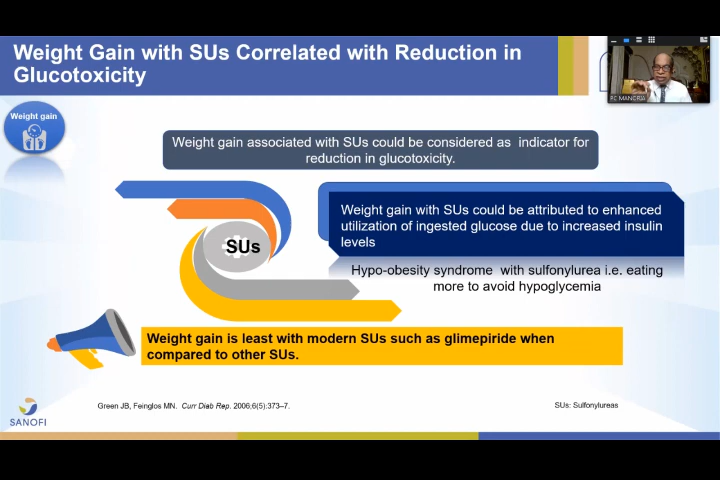 Weight Gain with SUs Correlated with Reduction in
Glucotoxicity
Weight gain
Weight gain associated with SUs could be considered as indicator for
reduction in glucotoxicity.
SUs
Weight gain with SUs could be attributed to enhanced
utilization of ingested glucose due to increased insulin
levels
Hypo-obesity syndrome with sulfonylurea i.e. eating
more to avoid hypoglycemia
Weight gain is least with modern SUs such as glimepiride when
compared to other SUs.
Green JB, Feinglos MN. Curr Diab Rep. 2006;6(5):373–7.
SUs: Sulfonylureas
SANOFI
PC MANORIA